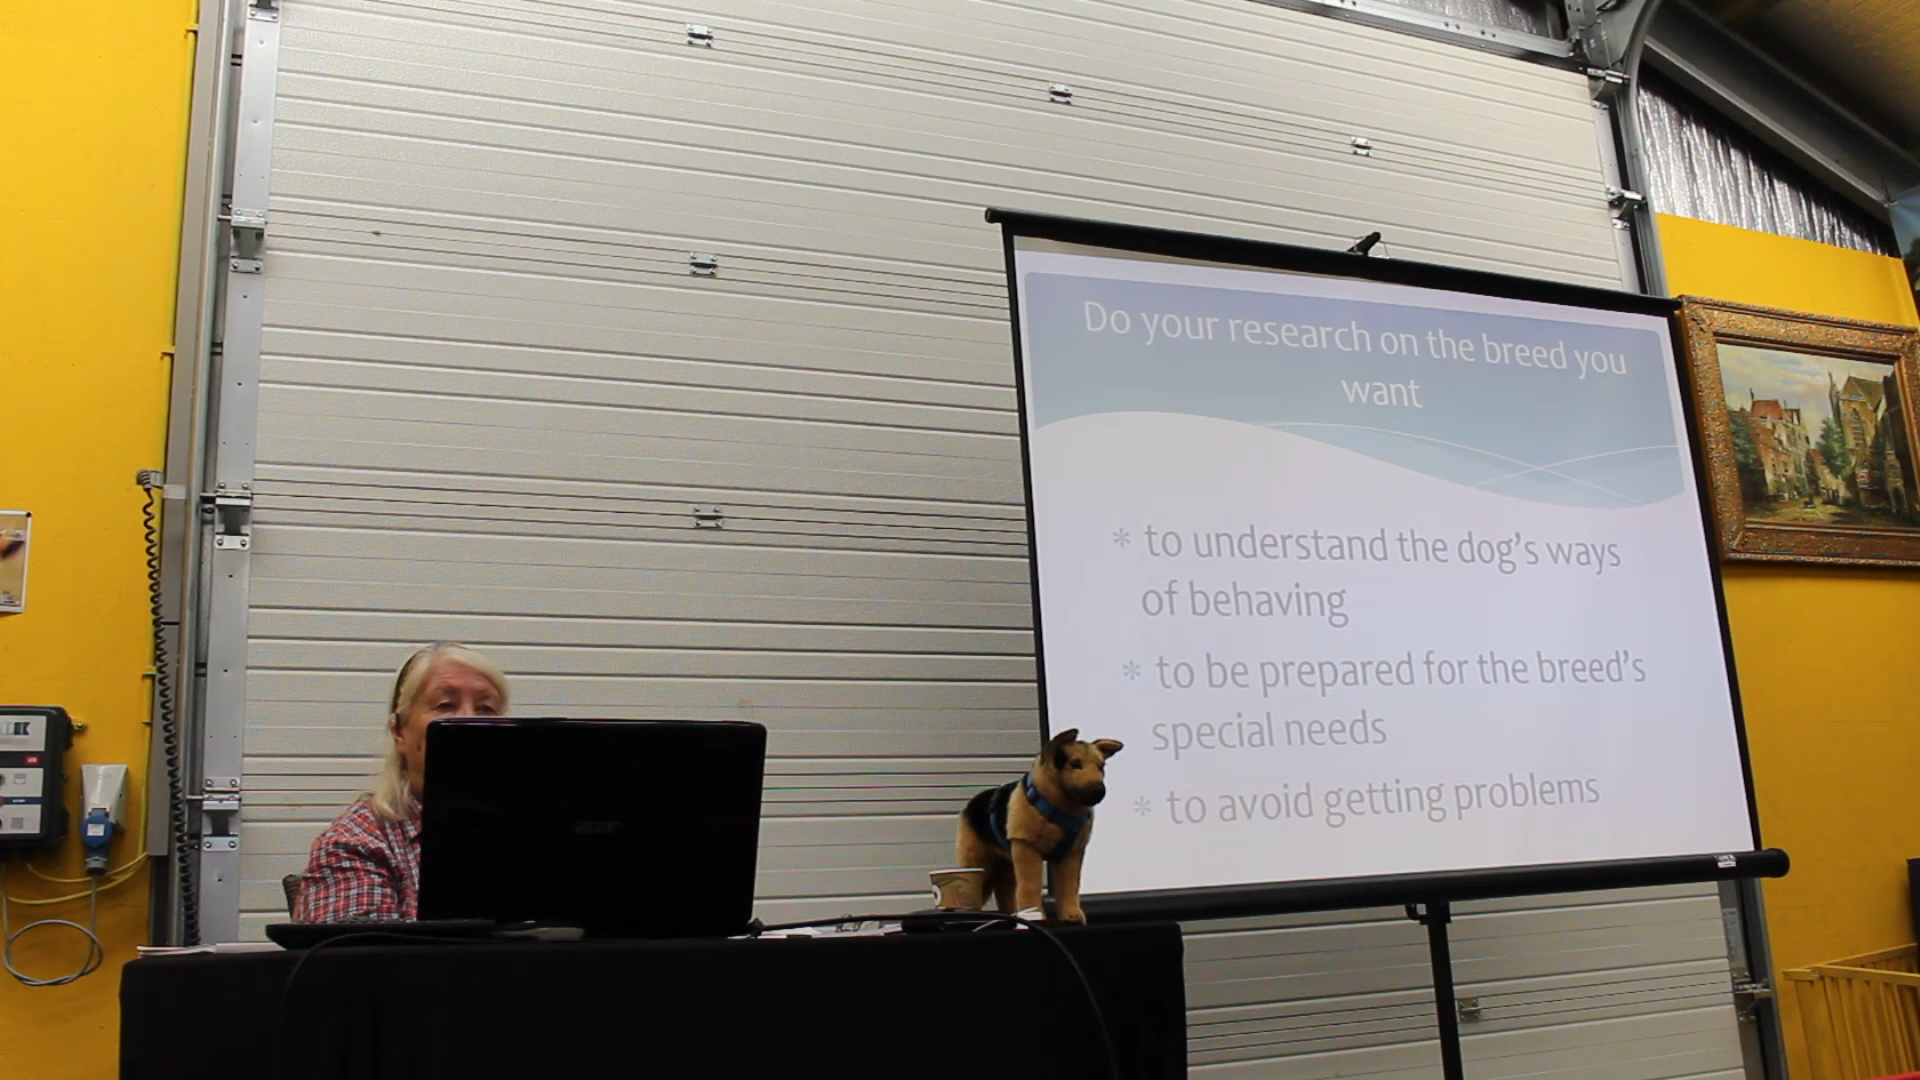 Do your research on the breed you
want
* to understand the dog's ways
of behaving
* to be prepared for the breed's
special needs
* to avoid getting problems